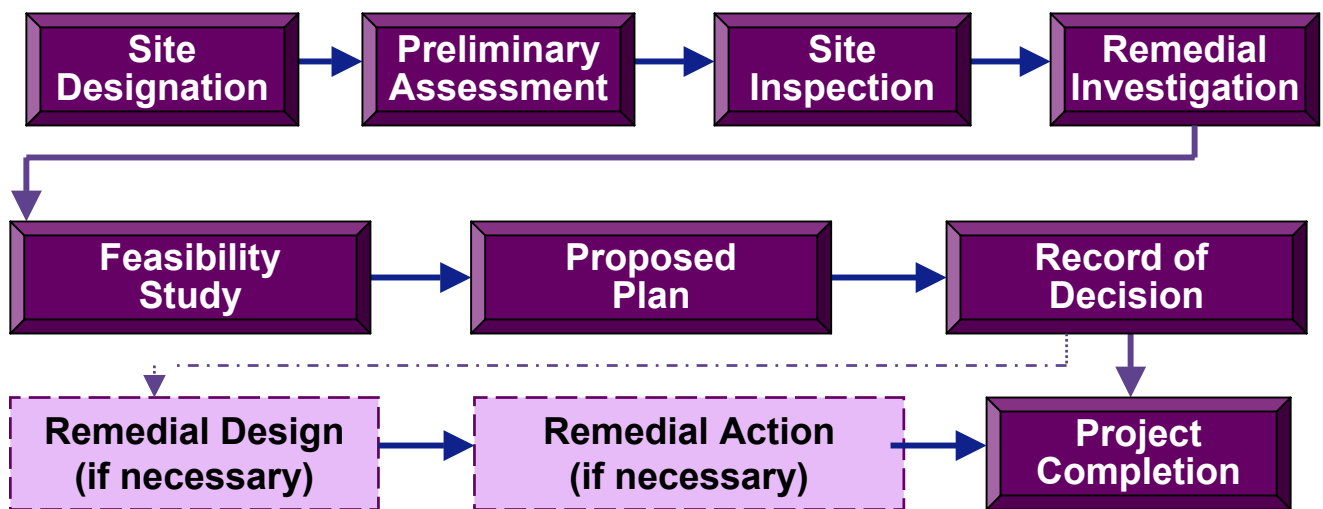 Site
Designation
Preliminary
Assessment
Site
Inspection
Remedial
Investigation
Feasibility
Study
Proposed
Plan
Record of
Decision
Remedial Design
(if necessary)
Remedial Action
(if necessary)
Project
Completion